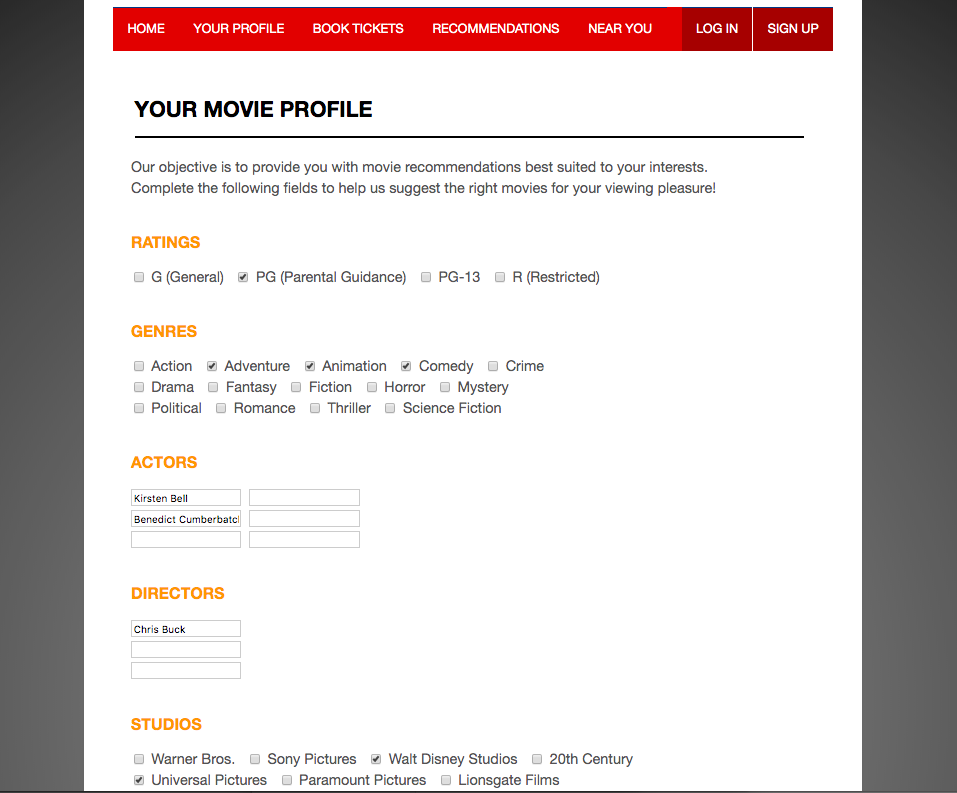 HOME YOUR PROFILE BOOK TICKETS RECOMMENDATIONS NEAR YOU LOG IN SIGN UP
YOUR MOVIE PROFILE
Our objective is to provide you with movie recommendations best suited to your interests.
Complete the following fields to help us suggest the right movies for your viewing pleasure!
RATINGS
G (General) PG (Parental Guidance) PG-13 R (Restricted)
GENRES
Action Adventure Animation Comedy Crime
Drama Fantasy Fiction Horror Mystery
Political Romance Thriller Science Fiction
ACTORS
Kirsten Bell
Benedict Cumberbatch
DIRECTORS
Chris Buck
STUDIOS
Warner Bros. Sony Pictures Walt Disney Studios 20th Century
Universal Pictures Paramount Pictures Lionsgate Films